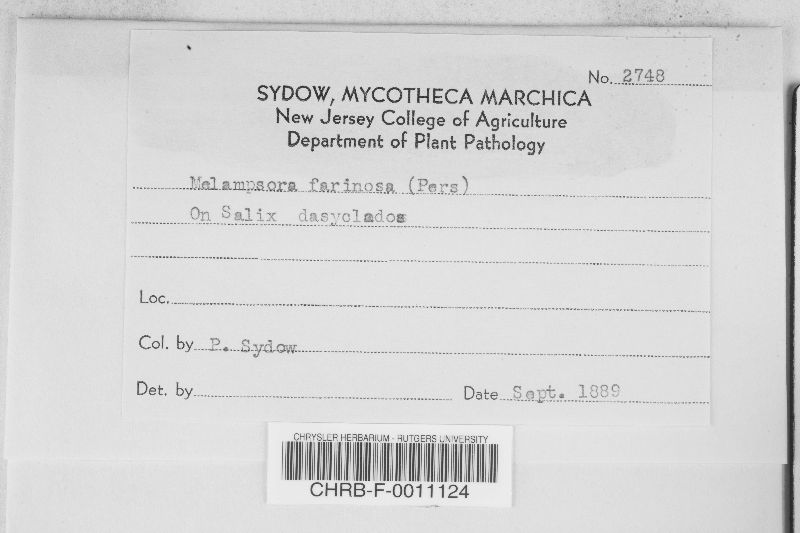 No. 2748
SYDOW, MYCOTHECA MARCHICA
New Jersey College of Agriculture
Department of Plant Pathology
Melampsora farinosa (Pers)
On Salix dasyclados
Loc.
Col. by P. Sydow
Det. by
Date Sept. 1889
CHRYSLER HERBARIUM - RUTGERS UNIVERSITY
CHRB-F-0011124